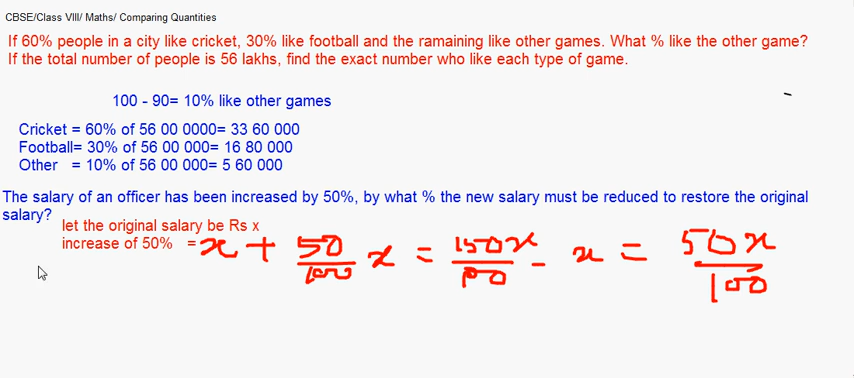 CBSE/Class VIII/ Maths/ Comparing Quantities
If 60% people in a city like cricket, 30% like football and the ramaining like other games. What % like the other game?
If the total number of people is 56 lakhs, find the exact number who like each type of game.
100 - 90= 10% like other games
Cricket = 60% of 56 00 0000= 33 60 000
Football= 30% of 56 00 000= 16 80 000
Other = 10% of 56 00 000= 5 60 000
The salary of an officer has been increased by 50%, by what % the new salary must be reduced to restore the original
salary?
let the original salary be Rs x
increase of 50% = x + 50/100 x = 150x/100 - x = 50x/100